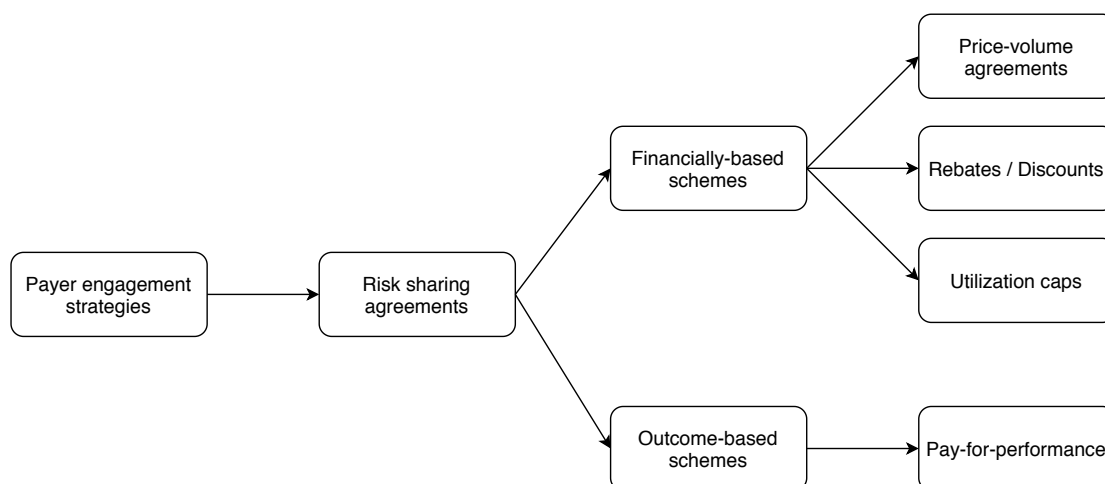 Price-volume
agreements
Financially-based
schemes
Rebates / Discounts
Payer engagement
strategies
Risk sharing
agreements
Utilization caps
Outcome-based
schemes
Pay-for-performance